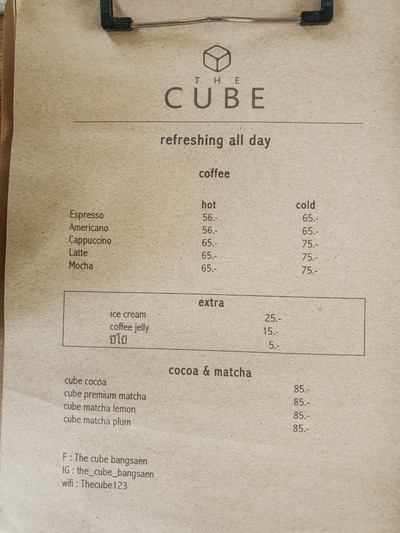 THE
CUBE
refreshing all day
coffee
hot cold
Espresso 56.- 65.-
Americano 56.- 65.-
Cappuccino 65.- 75.-
Latte 65.- 75.-
Mocha 65.- 75.-
extra
ice cream 25.-
coffee jelly 15.-
ปีโป้ 5.-
cocoa & matcha
cube cocoa 85.-
cube premium matcha 85.-
cube matcha lemon 85.-
cube matcha plum 85.-
F : The cube bangsaen
IG : the_cube_bangsaen
wifi : Thecube123